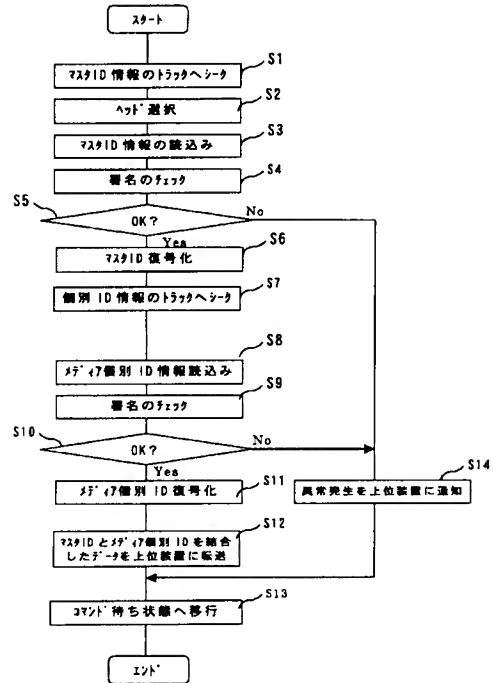 スタート
S1
マスタID 情報のトラックへシーク
S2
ヘッド選択
S3
マスタID 情報の読込み
S4
署名のチェック
S5
OK?
No
Yes
S6
マスタID 復号化
S7
個別 ID 情報のトラックへシーク
S8
メディア個別 ID 情報読込み
S9
署名のチェック
S10
OK?
No
Yes
S11
メディア個別 ID 復号化
S14
異常発生を上位装置に通知
S12
マスタID とメディア個別 ID を結合
したデータを上位装置に転送
S13
コマンド待ち状態へ移行
エンド